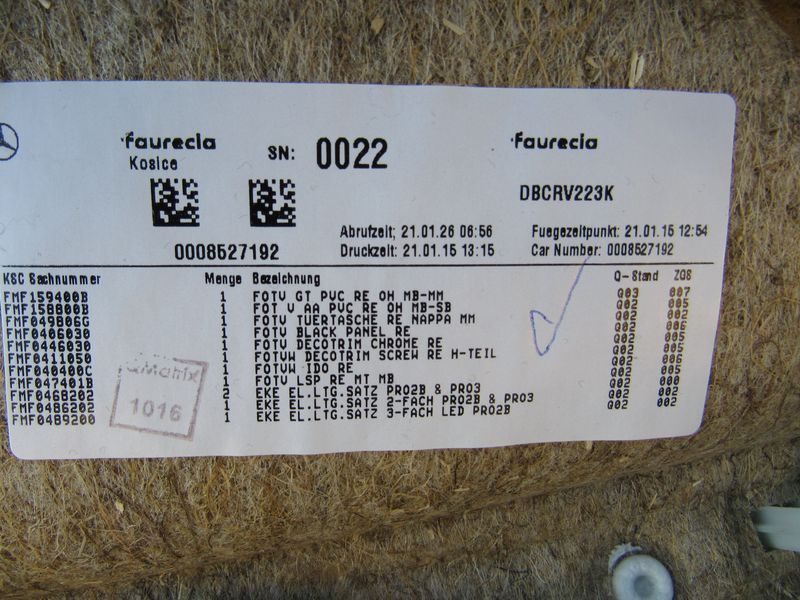 faurecia
Kosice
SN: 0022
faurecia
DBCRV223K
0008527192
Abrufzeit; 21.01.26 06:56
Druckzeit: 21.01.15 13:15
Fuegezeitpunkt: 21.01.15 12:54
Car Number: 0008527192
KSC Sachnummer Menge Bezeichnung Q-Stand ZGS
FMF159400B 1 FOTV GT PVC RE OH MB-MM Q03 007
FMF158800B 1 FOT V AA PVC RE OH MB-SB Q02 005
FMF049B06G 1 FOTV TUERTASCHE RE NAPPA MM Q02 002
FMF0406030 1 FOTV BLACK PANEL RE Q02 006
FMF0446030 1 FOTV DECOTRIM CHROME RE Q02 005
FMF0411050 1 FOTVW DECOTRIM SCREW RE H-TEIL Q02 005
FMF040400C 1 FOTVW IDO RE Q02 006
FMF047401B 1 FOTV LSP RE MT MB Q02 005
FMF0468202 2 EKE EL.LTG.SATZ PRO2B & PRO3 Q02 000
FMF0486202 1 EKE EL.LTG.SATZ 2-FACH PRO2B & PRO3 Q02 002
FMF0489200 1 EKE EL.LTG.SATZ 3-FACH LED PRO2B Q02 002
QMatrix
1016